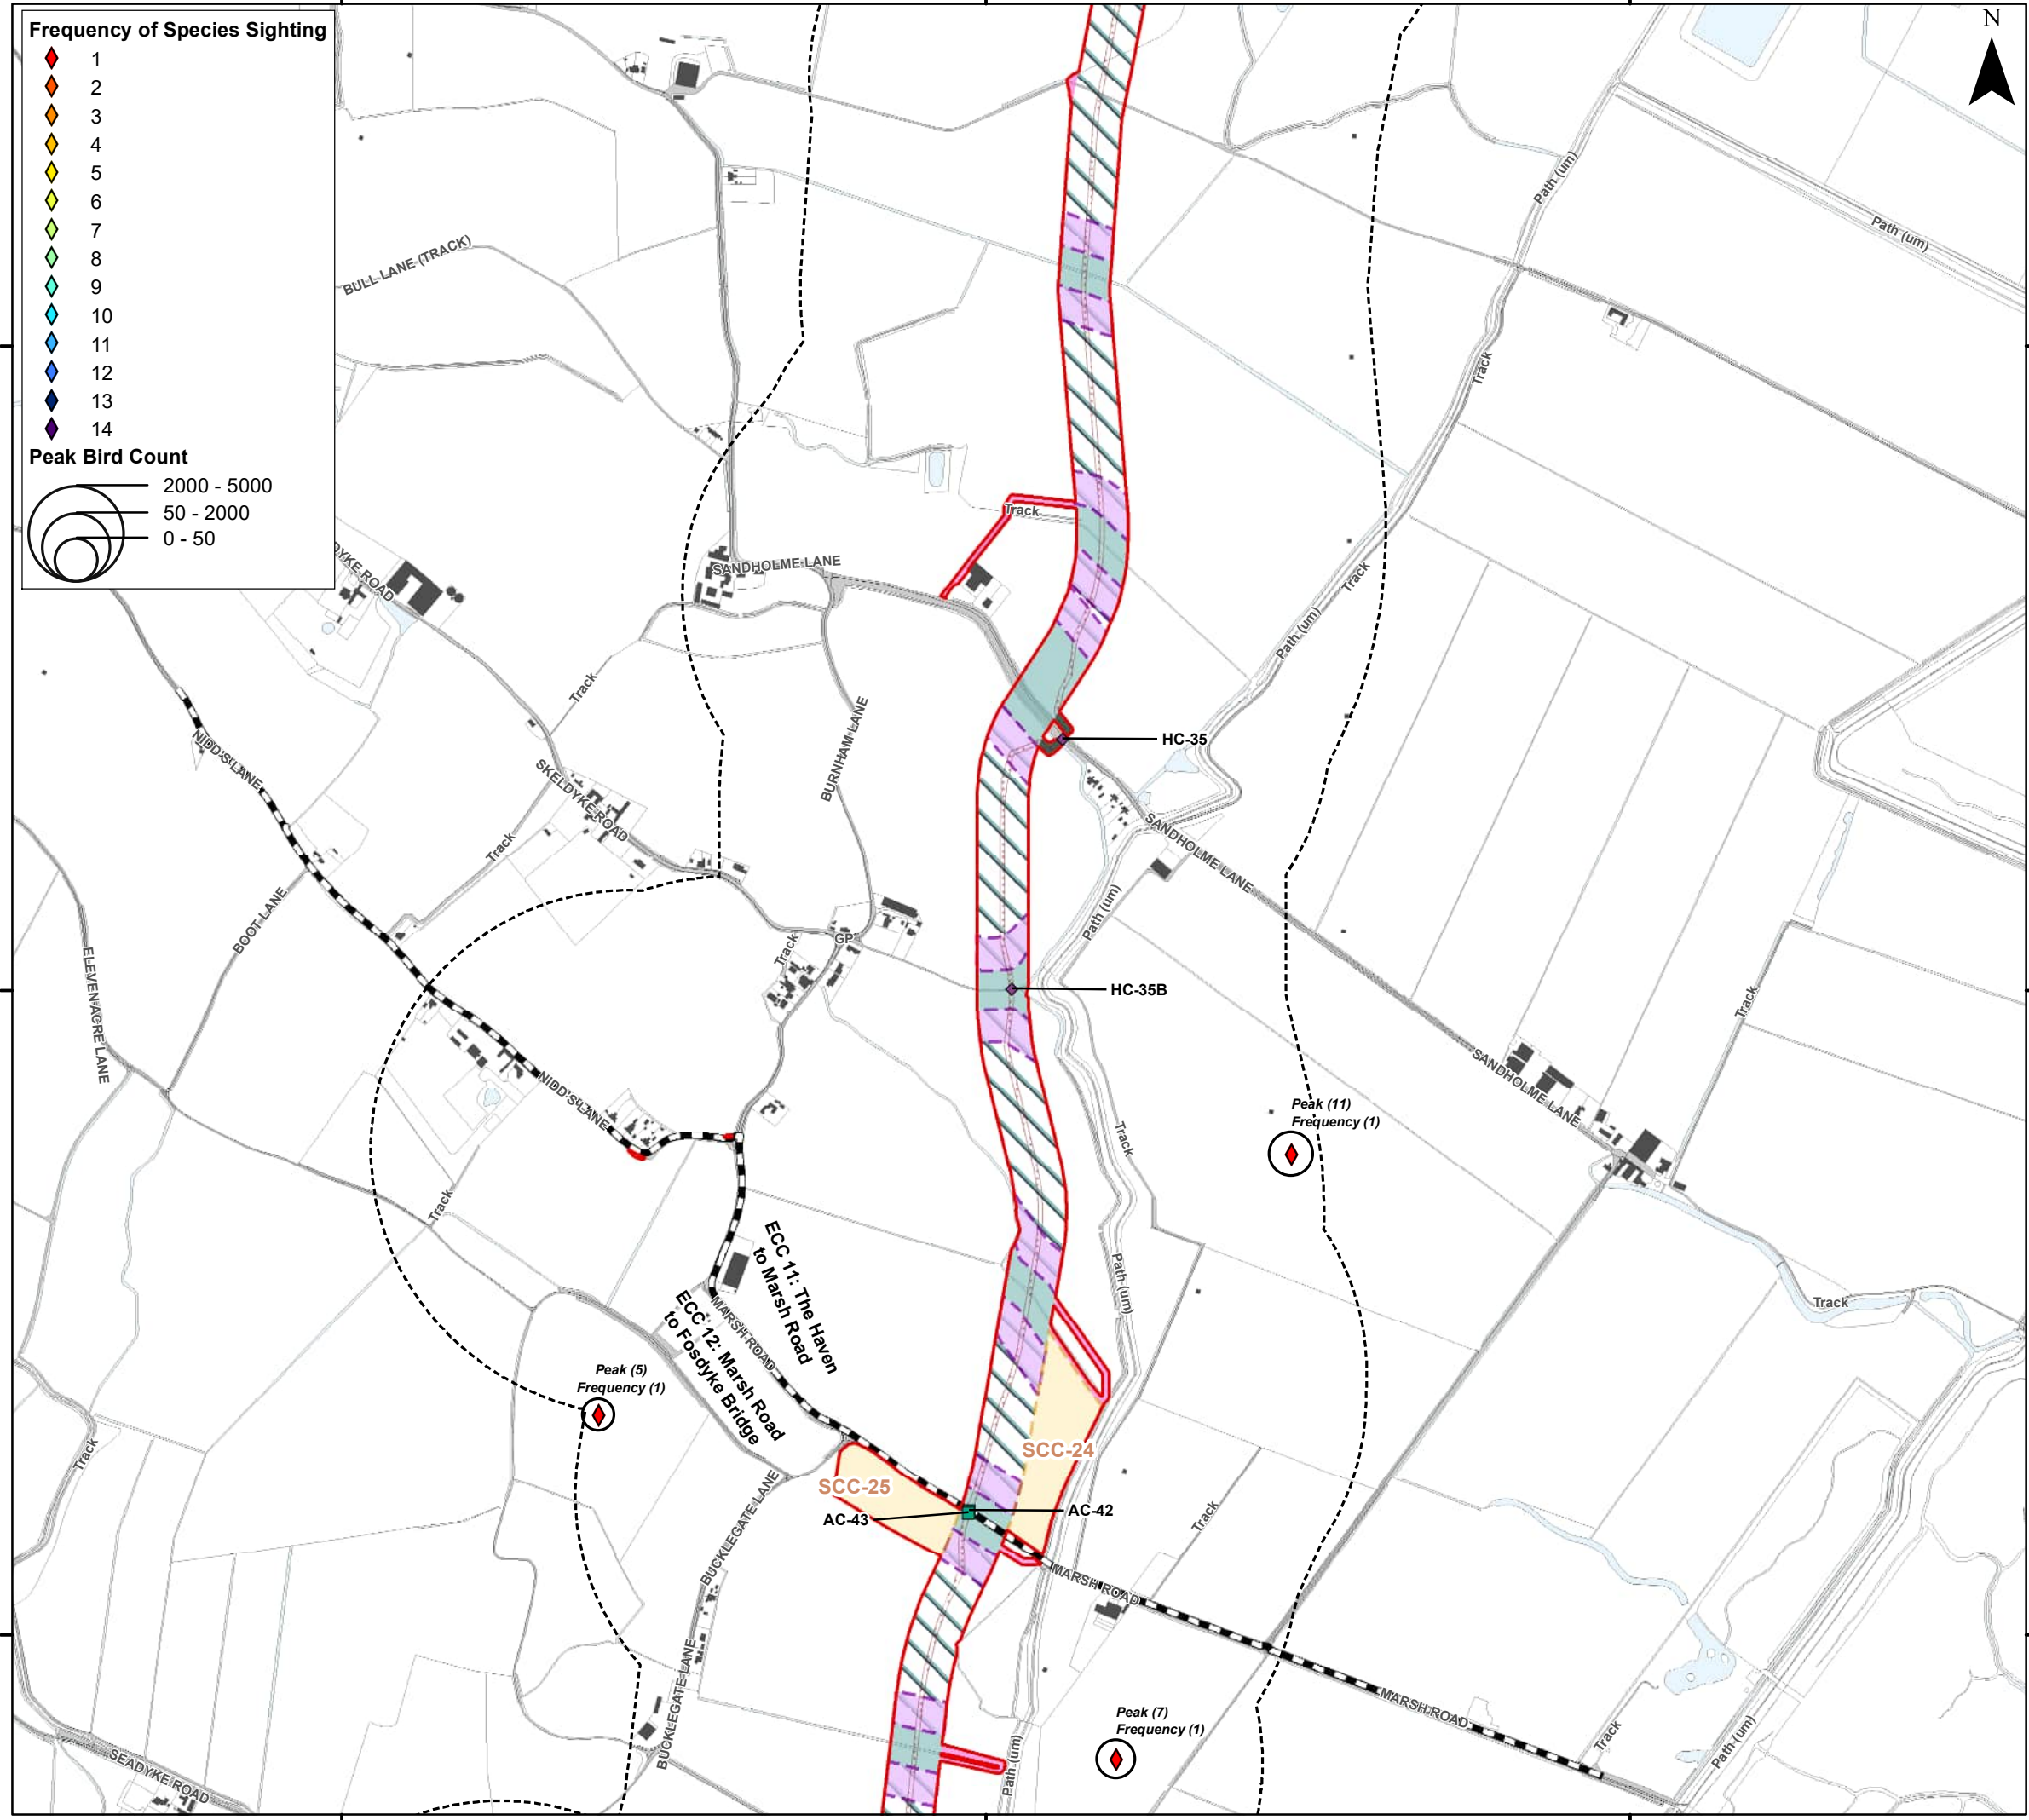 Frequency of Species Sighting
1
2
3
4
5
6
7
8
9
10
11
12
13
14
Peak Bird Count
2000 - 5000
50 - 2000
0 - 50
N
Path (um)
Path (um)
BULL LANE (TRACK)
Track
Track
DYKE ROAD
SANDHOLME LANE
Track
Path (um)
Track
NIDD'S LANE
BURNHAM LANE
HC-35
SKELDYKE ROAD
Track
SANDHOLME LANE
BOOT LANE
Path (um)
GP
Track
ELEVEN ACRE LANE
HC-35B
Track
SANDHOLME LANE
NIDD'S LANE
Peak (11)
Frequency (1)
Track
Track
ECC 11: The Haven
to Marsh Road
Path (um)
Track
MARSH ROAD
ECC 12: Marsh Road
to Fosdyke Bridge
Peak (5)
Frequency (1)
Track
SCC-24
SCC-25
AC-43
AC-42
Track
BUCKLEGATE LANE
MARSH ROAD
BUCKLEGATE LANE
MARSH ROAD
Peak (7)
Frequency (1)
Track
Path (um)
Path (um)
SEADYKE ROAD